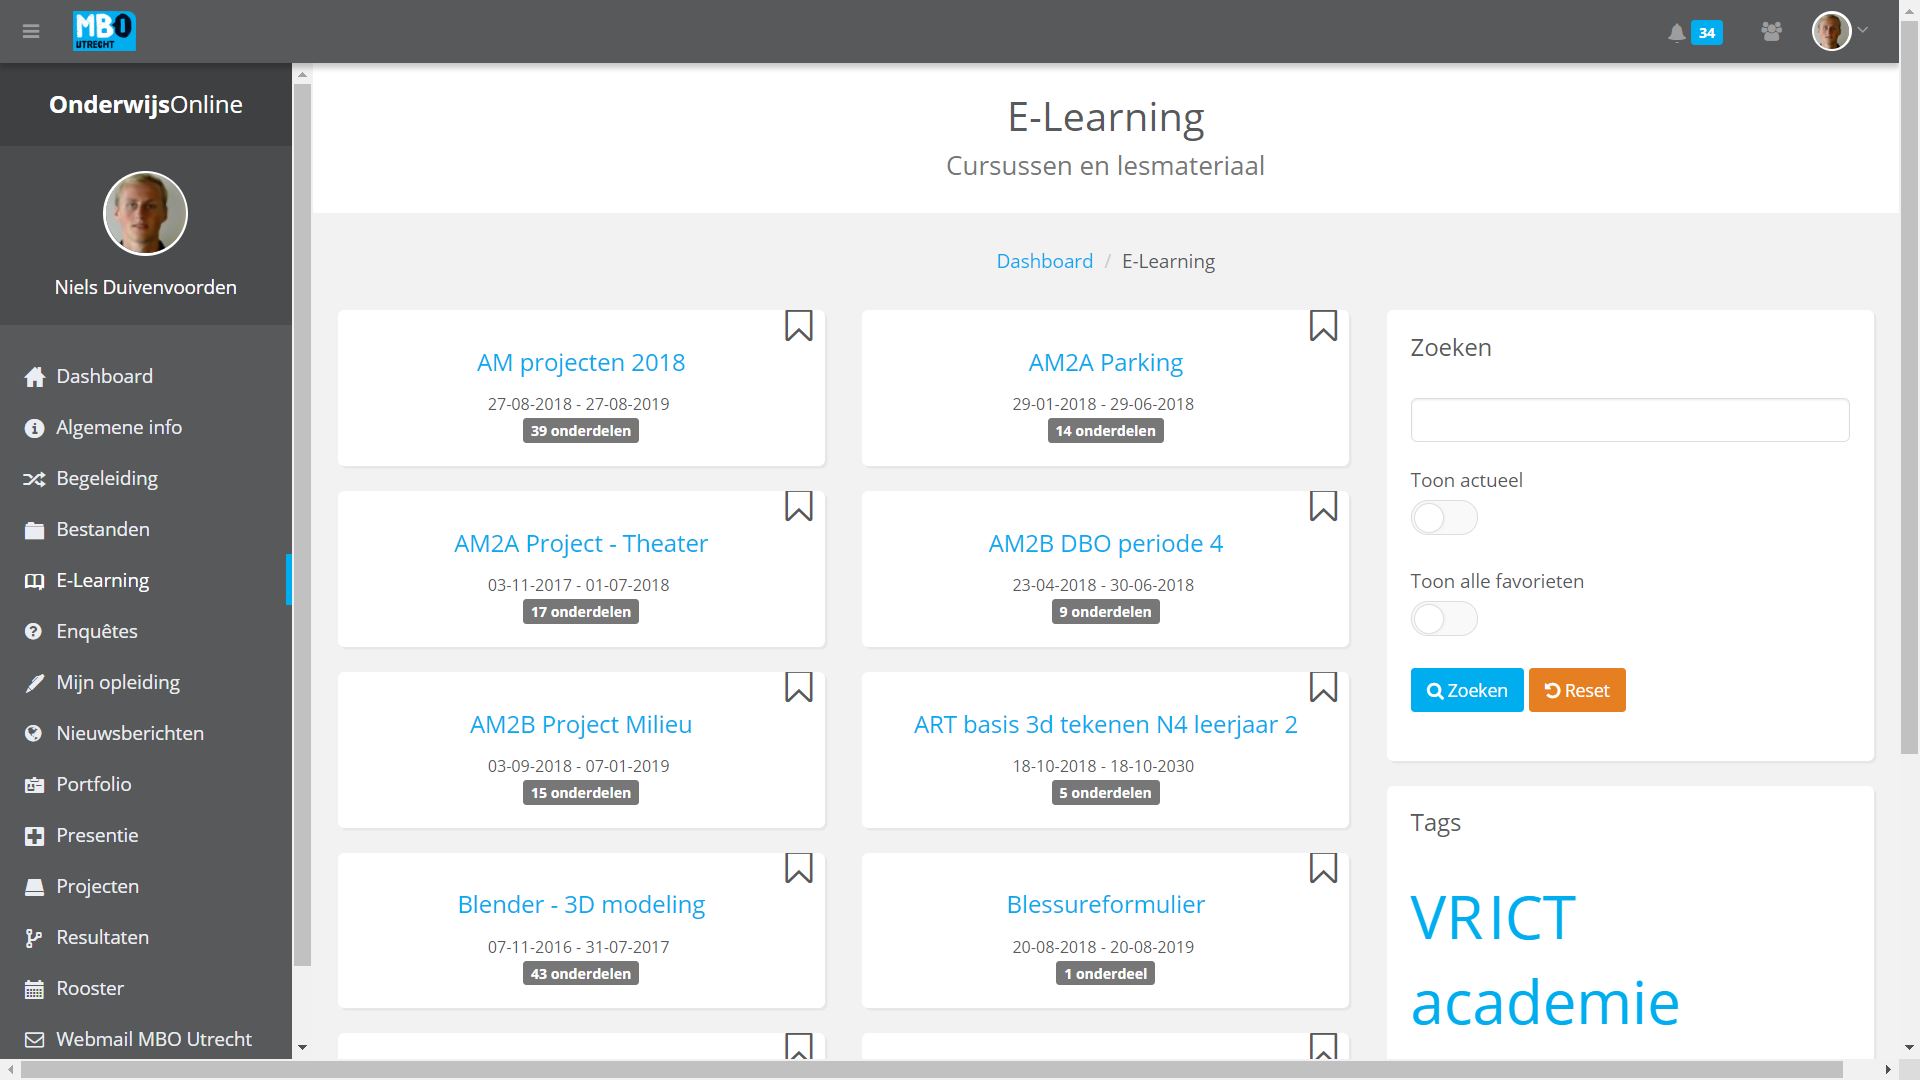 MBO
UTRECHT
34
OnderwijsOnline
Niels Duivenvoorden
Dashboard
Algemene info
Begeleiding
Bestanden
E-Learning
Enquêtes
Mijn opleiding
Nieuwsberichten
Portfolio
Presentie
Projecten
Resultaten
Rooster
Webmail MBO Utrecht
E-Learning
Cursussen en lesmateriaal
Dashboard / E-Learning
AM projecten 2018
27-08-2018 - 27-08-2019
39 onderdelen
AM2A Parking
29-01-2018 - 29-06-2018
14 onderdelen
AM2A Project - Theater
03-11-2017 - 01-07-2018
17 onderdelen
AM2B DBO periode 4
23-04-2018 - 30-06-2018
9 onderdelen
AM2B Project Milieu
03-09-2018 - 07-01-2019
15 onderdelen
ART basis 3d tekenen N4 leerjaar 2
18-10-2018 - 18-10-2030
5 onderdelen
Blender - 3D modeling
07-11-2016 - 31-07-2017
43 onderdelen
Blessureformulier
20-08-2018 - 20-08-2019
1 onderdeel
Zoeken
Toon actueel
Toon alle favorieten
Zoeken
Reset
Tags
VR ICT
academie